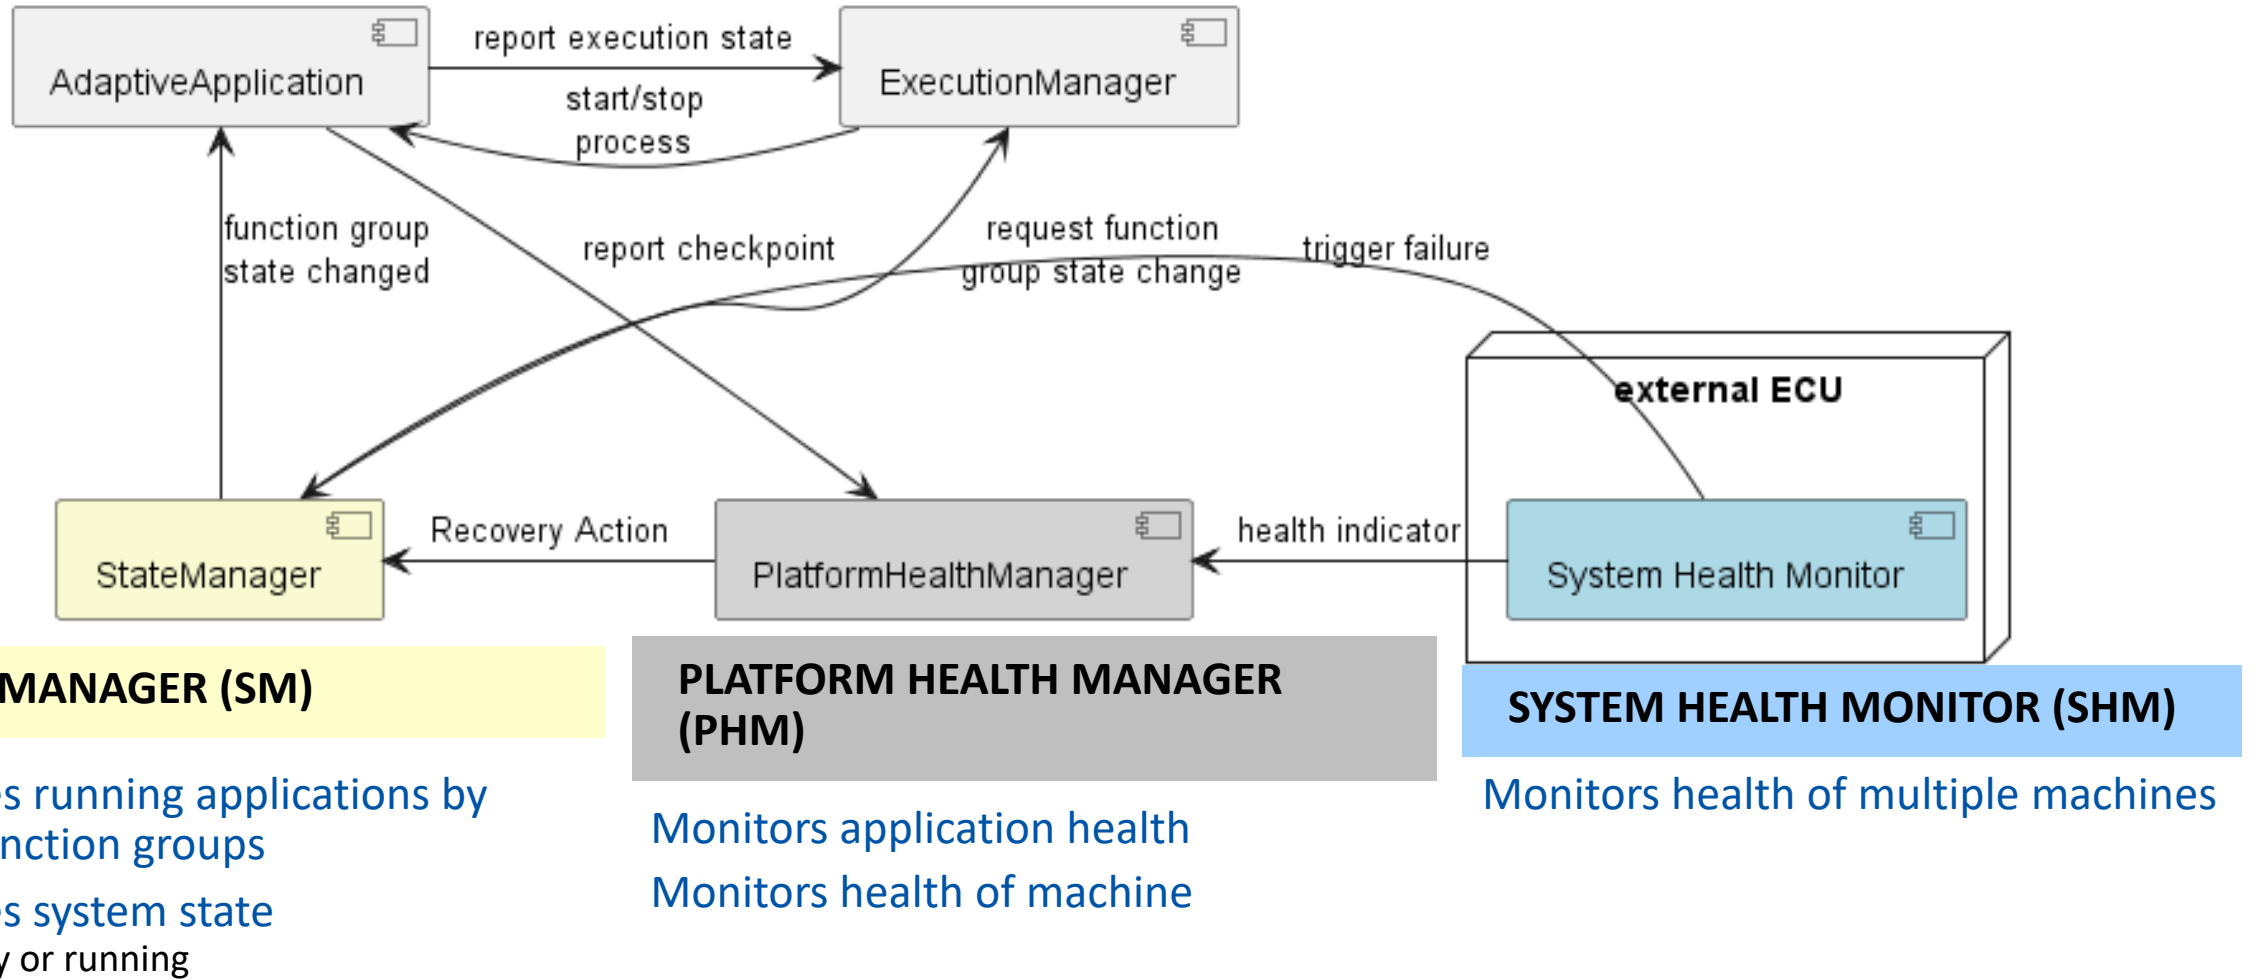 report execution state
AdaptiveApplication
ExecutionManager
start/stop
process
function group
state changed
report checkpoint
request function
group state change
trigger failure
external ECU
Recovery Action
health indicator
StateManager
PlatformHealthManager
System Health Monitor
MANAGER (SM)
running applications by
groups
system state
or running
PLATFORM HEALTH MANAGER
(PHM)
Monitors application health
Monitors health of machine
SYSTEM HEALTH MONITOR (SHM)
Monitors health of multiple machines